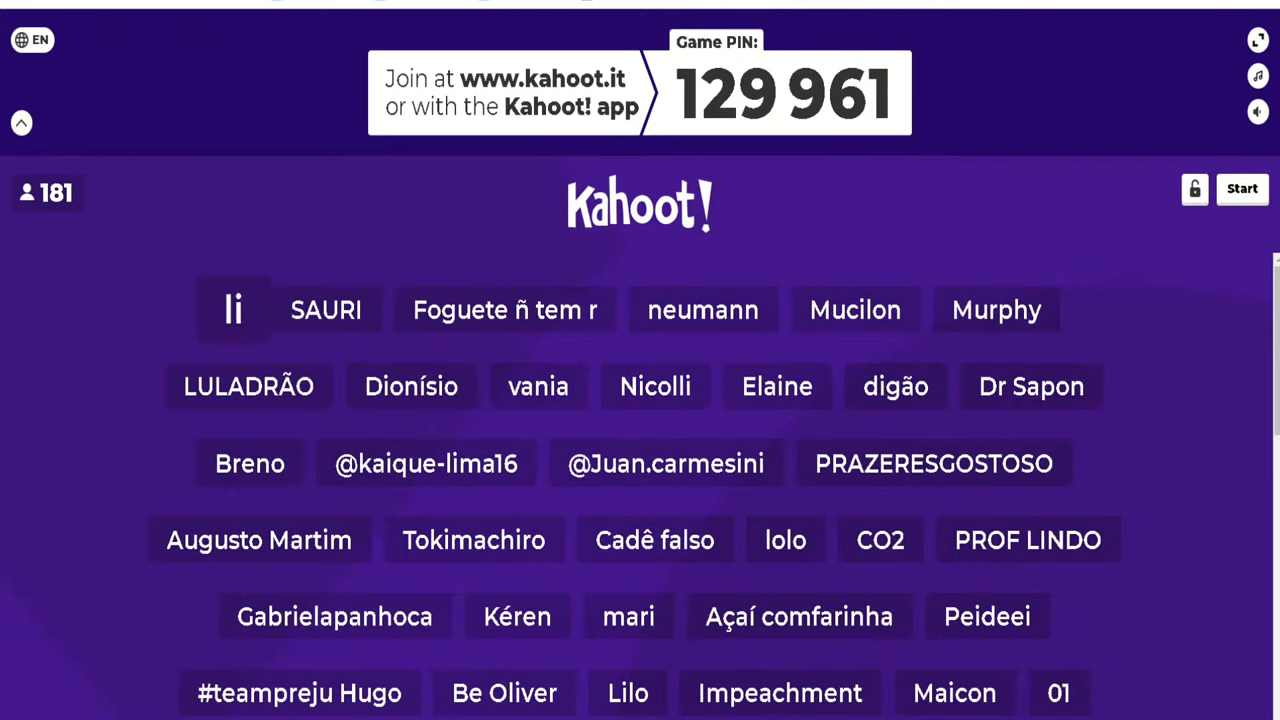 EN
Game PIN:
Join at www.kahoot.it
or with the Kahoot! app
129 961
181
Kahoot!
Start
li SAURI Foguete ñ tem r neumann Mucilon Murphy
LULADRÃO Dionísio vania Nicolli Elaine digão Dr Sapon
Breno @kaique-lima16 @Juan.carmesini PRAZERESGOSTOSO
Augusto Martim Tokimachiro Cadê falso lolo CO2 PROF LINDO
Gabrielapanhoca Kéren mari Açaí comfarinha Peideei
#teampreju Hugo Be Oliver Lilo Impeachment Maicon 01